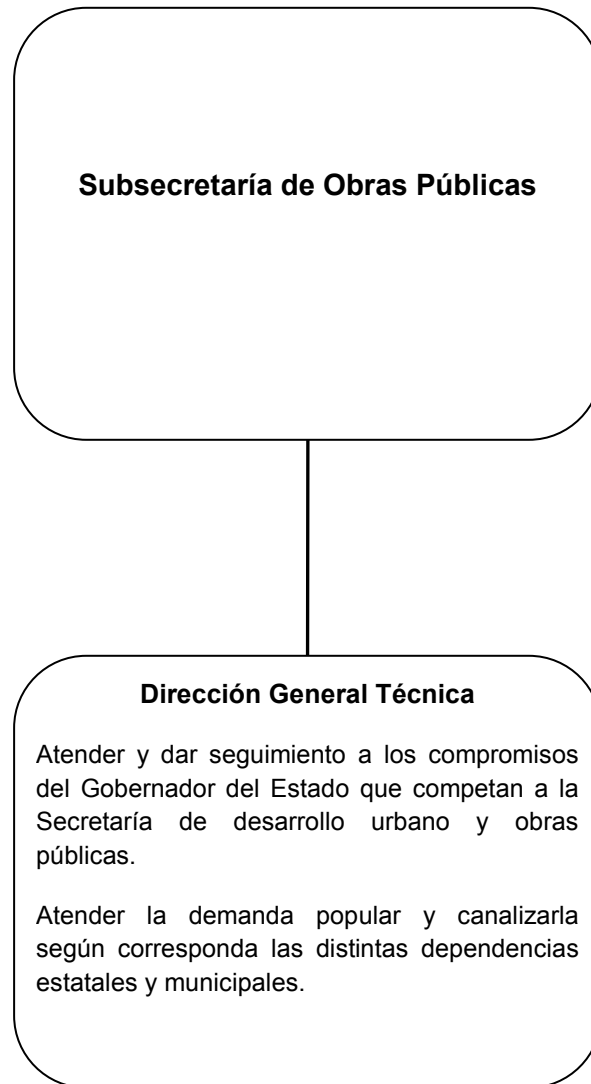 Subsecretaría de Obras Públicas
Dirección General Técnica
Atender y dar seguimiento a los compromisos
del Gobernador del Estado que competan a la
Secretaría de desarrollo urbano y obras
públicas.
Atender la demanda popular y canalizarla
según corresponda las distintas dependencias
estatales y municipales.